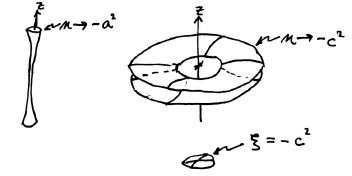 z
n → -a²
z
n → -c²
ξ = -c²